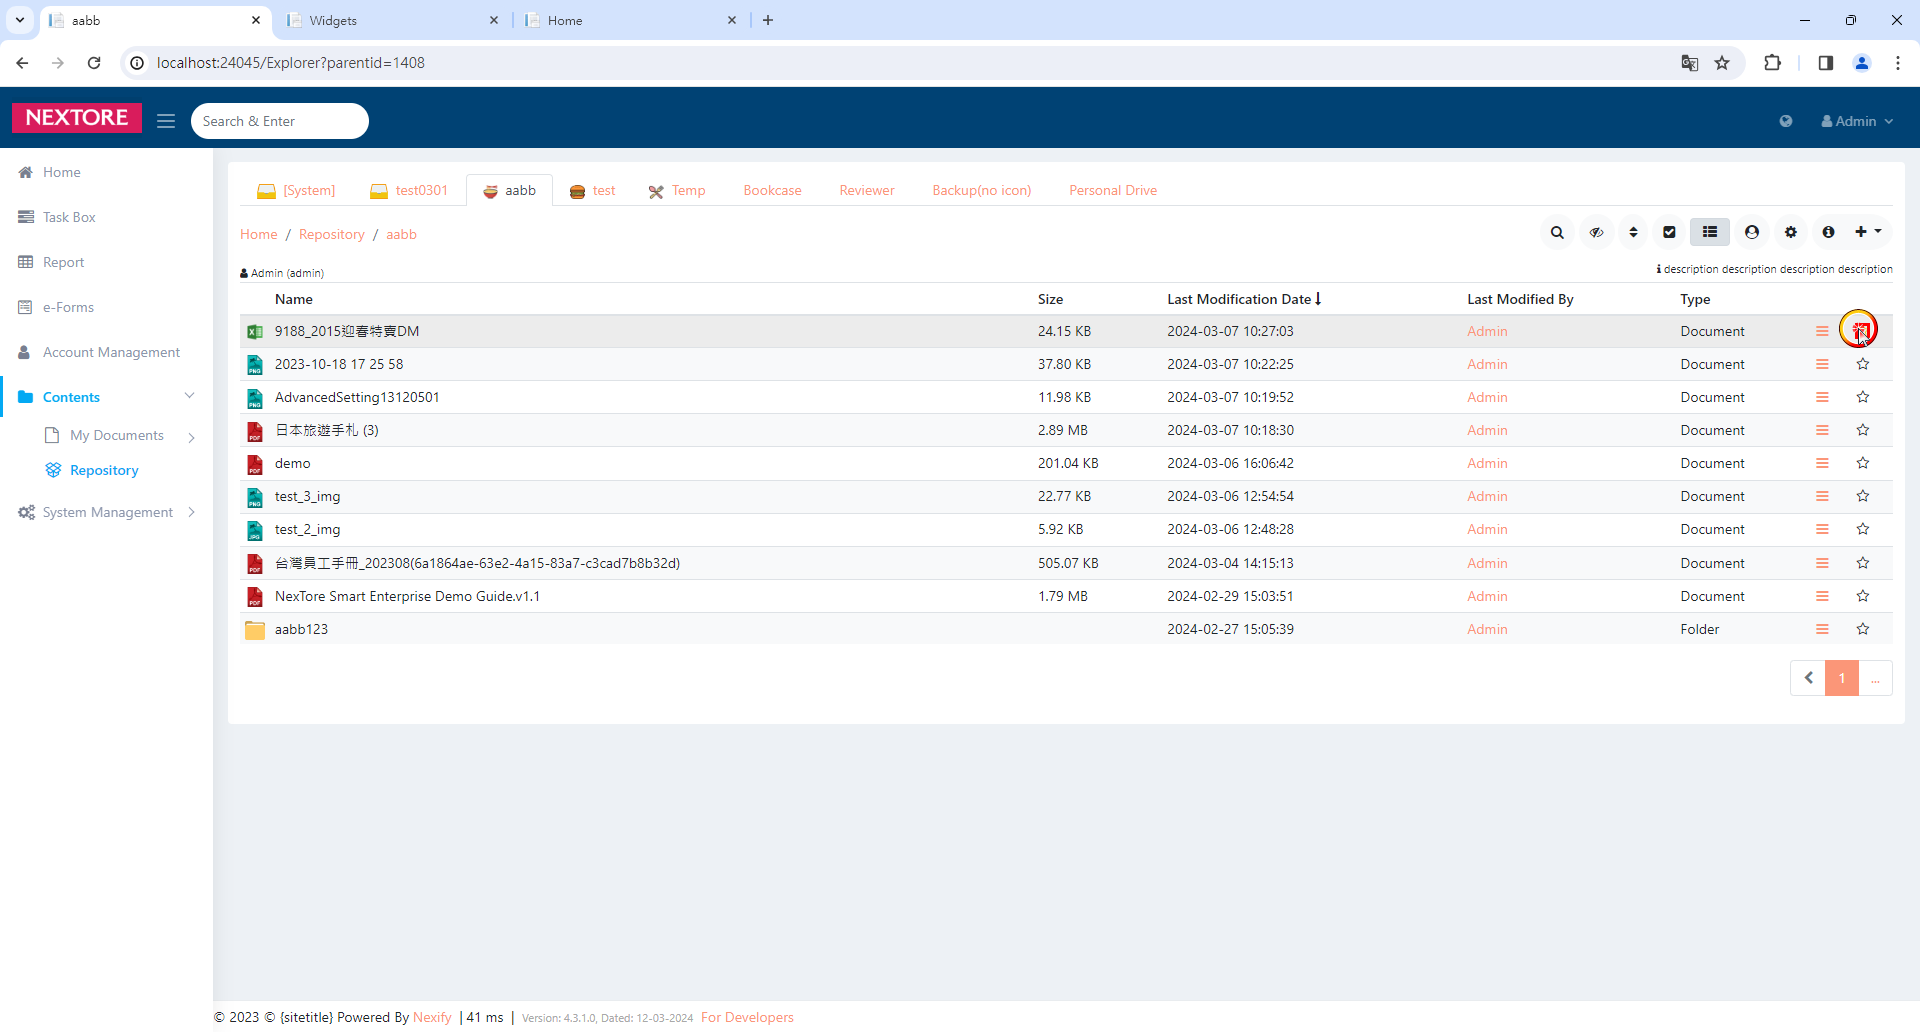 aabb
Widgets
Home
localhost:24045/Explorer?parentid=1408
NEXTORE
Search & Enter
Admin
Home
Task Box
Report
e-Forms
Account Management
Contents
My Documents
Repository
System Management
[System]
test0301
aabb
test
Temp
Bookcase
Reviewer
Backup(no icon)
Personal Drive
Home / Repository / aabb
Admin (admin)
description description description description
Name Size Last Modification Date Last Modified By Type
9188_2015迎春特賣DM 24.15 KB 2024-03-07 10:27:03 Admin Document
2023-10-18 17 25 58 37.80 KB 2024-03-07 10:22:25 Admin Document
AdvancedSetting13120501 11.98 KB 2024-03-07 10:19:52 Admin Document
日本旅遊手札 (3) 2.89 MB 2024-03-07 10:18:30 Admin Document
demo 201.04 KB 2024-03-06 16:06:42 Admin Document
test_3_img 22.77 KB 2024-03-06 12:54:54 Admin Document
test_2_img 5.92 KB 2024-03-06 12:48:28 Admin Document
台灣員工手冊_202308(6a1864ae-63e2-4a15-83a7-c3cad7b8b32d) 505.07 KB 2024-03-04 14:15:13 Admin Document
NexTore Smart Enterprise Demo Guide.v1.1 1.79 MB 2024-02-29 15:03:51 Admin Document
aabb123 2024-02-27 15:05:39 Admin Folder
1 ...
© 2023 © {sitetitle} Powered By Nexify | 41 ms | Version: 4.3.1.0, Dated: 12-03-2024 For Developers